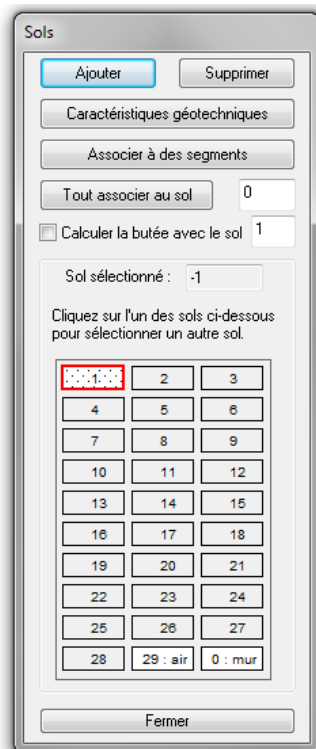 Sols
Ajouter Supprimer
Caractéristiques géotechniques
Associer à des segments
Tout associer au sol 0
Calculer la butée avec le sol 1
Sol sélectionné : -1
Cliquez sur l'un des sols ci-dessous
pour sélectionner un autre sol.
1 2 3
4 5 6
7 8 9
10 11 12
13 14 15
16 17 18
19 20 21
22 23 24
25 26 27
28 29 : air 0 : mur
Fermer